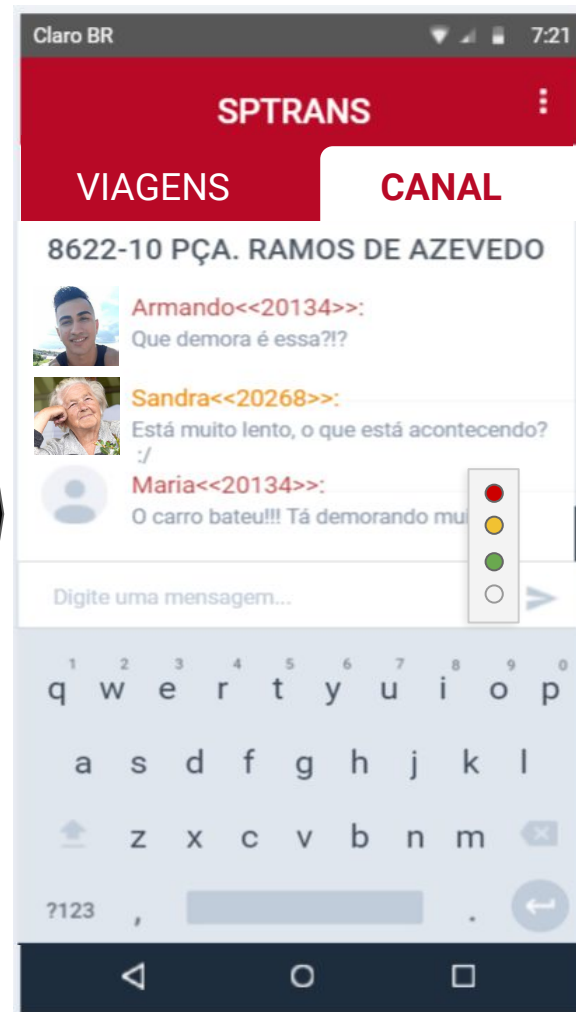 Claro BR 7:21
SPTRANS
VIAGENS CANAL
8622-10 PÇA. RAMOS DE AZEVEDO
Armando<<20134>>:
Que demora é essa?!?
Sandra<<20268>>:
Está muito lento, o que está acontecendo?
:/
Maria<<20134>>:
O carro bateu!!! Tá demorando mui
Digite uma mensagem...
1 2 3 4 5 6 7 8 9 0
q w e r t y u i o p
a s d f g h j k l
z x c v b n m
?123 , .